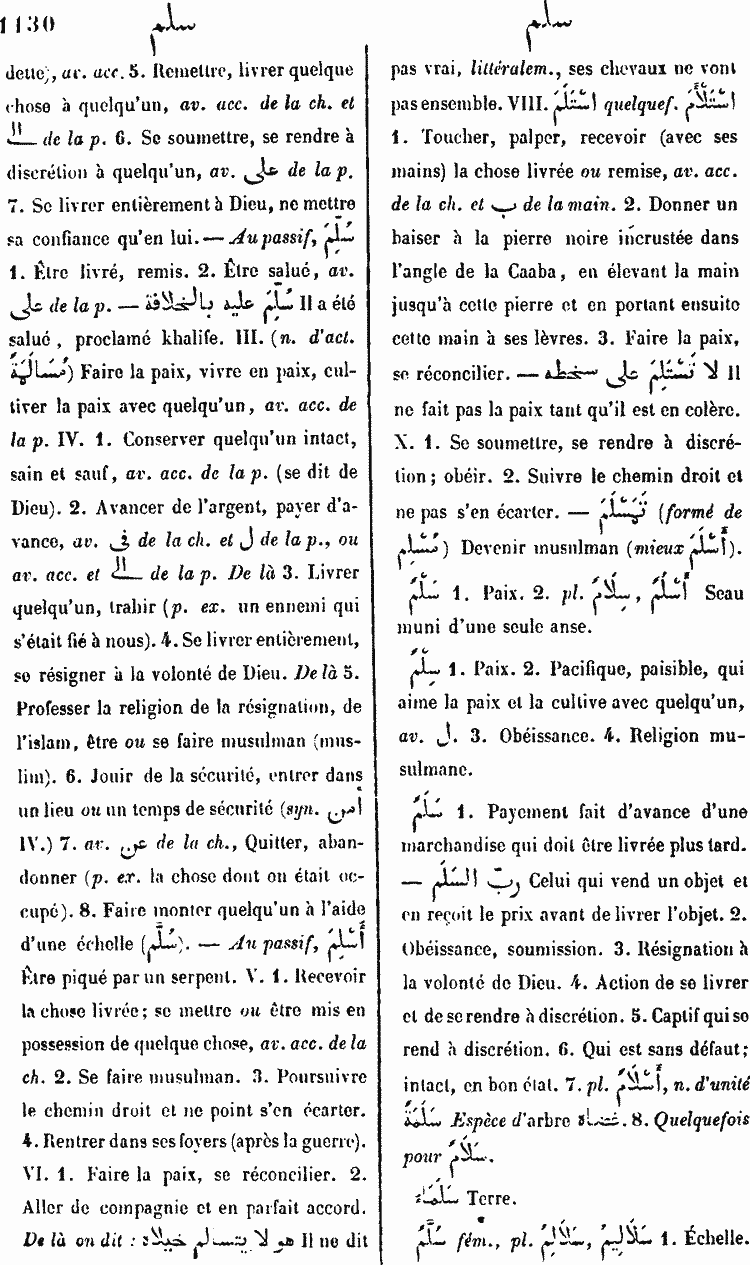 1130
سلم
سلم
dette), av. acc. 5. Remettre, livrer quelque
chose à quelqu'un, av. acc. de la ch. et
الى de la p. 6. Se soumettre, se rendre à
discrétion à quelqu'un, av. على de la p.
7. Se livrer entièrement à Dieu, ne mettre
sa confiance qu'en lui. — Au passif, سُلِّمَ
1. Être livré, remis. 2. Être salué, av.
على de la p. — سُلِّمَ عليه بالخلافة Il a été
salué, proclamé khalife. III. (n. d'act.
مُسَالَمَةٌ) Faire la paix, vivre en paix, cul-
tiver la paix avec quelqu'un, av. acc. de
la p. IV. 1. Conserver quelqu'un intact,
sain et sauf, av. acc. de la p. (se dit de
Dieu). 2. Avancer de l'argent, payer d'a-
vance, av. فى de la ch. et ل de la p., ou
av. acc. et الى de la p. De là 3. Livrer
quelqu'un, trahir (p. ex. un ennemi qui
s'était fié à nous). 4. Se livrer entièrement,
se résigner à la volonté de Dieu. De là 5.
Professer la religion de la résignation, de
l'islam, être ou se faire musulman (mus-
lim). 6. Jouir de la sécurité, entrer dans
un lieu ou un temps de sécurité (syn. أمن
IV.) 7. av. عن de la ch., Quitter, aban-
donner (p. ex. la chose dont on était oc-
cupé). 8. Faire monter quelqu'un à l'aide
d'une échelle (سُلَّم). — Au passif, أُسْلِمَ
Être piqué par un serpent. V. 1. Recevoir
la chose livrée; se mettre ou être mis en
possession de quelque chose, av. acc. de la
ch. 2. Se faire musulman. 3. Poursuivre
le chemin droit et ne point s'en écarter.
4. Rentrer dans ses foyers (après la guerre).
VI. 1. Faire la paix, se réconcilier. 2.
Aller de compagnie et en parfait accord.
De là on dit : هو لا يتسالم خيلاه Il ne dit
pas vrai, littéralem., ses chevaux ne vont
pas ensemble. VIII. اِسْتَلَمَ quelquef. اِسْتَلْأَمَ
1. Toucher, palper, recevoir (avec ses
mains) la chose livrée ou remise, av. acc.
de la ch. et ب de la main. 2. Donner un
baiser à la pierre noire incrustée dans
l'angle de la Caaba, en élevant la main
jusqu'à cette pierre et en portant ensuite
cette main à ses lèvres. 3. Faire la paix,
se réconcilier. — لا تَسْتَلِمُ على سخطه Il
ne fait pas la paix tant qu'il est en colère.
X. 1. Se soumettre, se rendre à discré-
tion; obéir. 2. Suivre le chemin droit et
ne pas s'en écarter. — تَمَسْلَمَ (formé de
مُسْلِم) Devenir musulman (mieux أَسْلَمَ).
سَلْمٌ 1. Paix. 2. pl. أَسْلُمٌ, سِلَامٌ Seau
muni d'une seule anse.
سِلْمٌ 1. Paix. 2. Pacifique, paisible, qui
aime la paix et la cultive avec quelqu'un,
av. ل. 3. Obéissance. 4. Religion mu-
sulmane.
سَلَمٌ 1. Payement fait d'avance d'une
marchandise qui doit être livrée plus tard.
— رَبُّ السَّلَمِ Celui qui vend un objet et
en reçoit le prix avant de livrer l'objet. 2.
Obéissance, soumission. 3. Résignation à
la volonté de Dieu. 4. Action de se livrer
et de se rendre à discrétion. 5. Captif qui se
rend à discrétion. 6. Qui est sans défaut;
intact, en bon état. 7. pl. أَسْلَامٌ, n. d'unité
سَلَمَةٌ Espèce d'arbre عضاه. 8. Quelquefois
pour سَلَامٌ.
سَلْمَاء Terre.
سُلَّمٌ fém., pl. سَلَالِمُ, سَلَالِيمُ 1. Échelle.